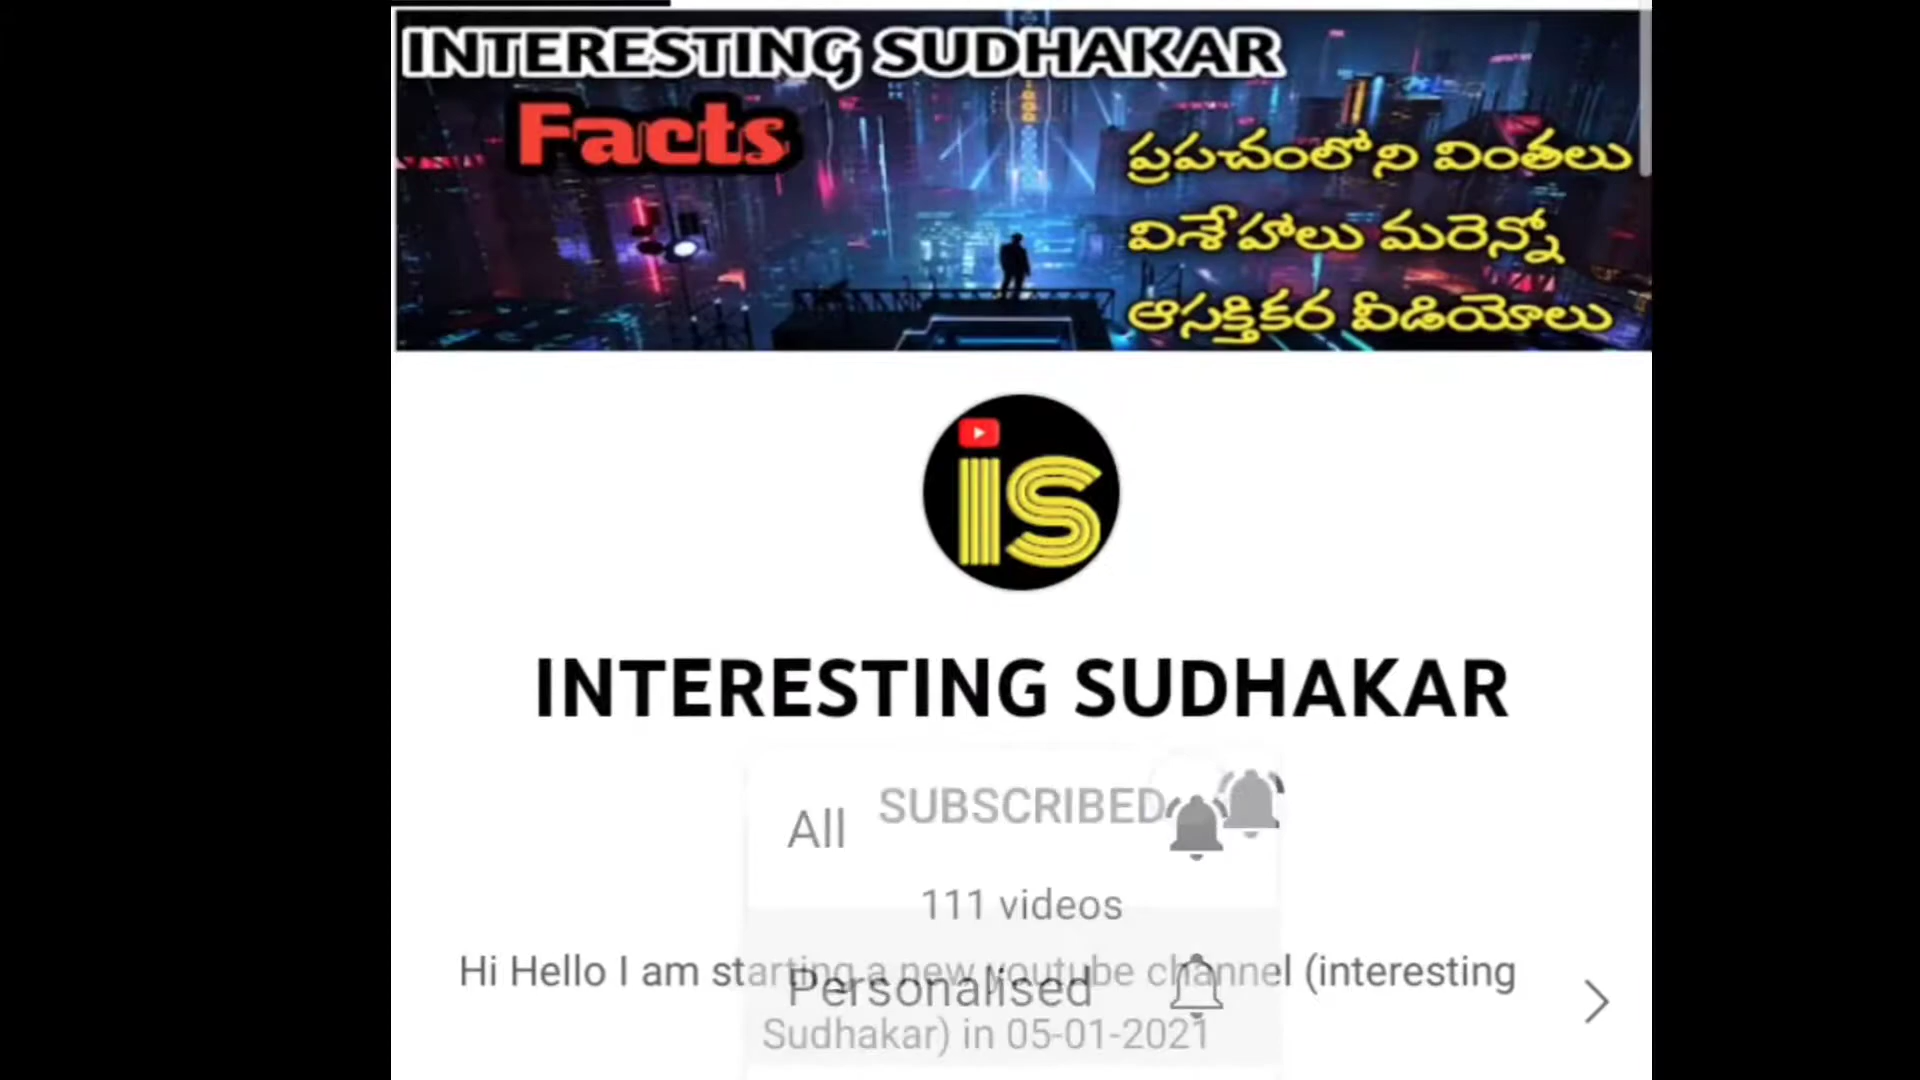 INTERESTING SUDHAKAR
Facts
ప్రపచంలోని వింతలు
విశేహాలు మరెన్నో
ఆసక్తికర వీడియోలు
is
INTERESTING SUDHAKAR
SUBSCRIBED
All
111 videos
Hi Hello I am starting a new youtube channel (interesting
Personalised
Sudhakar) in 05-01-2021